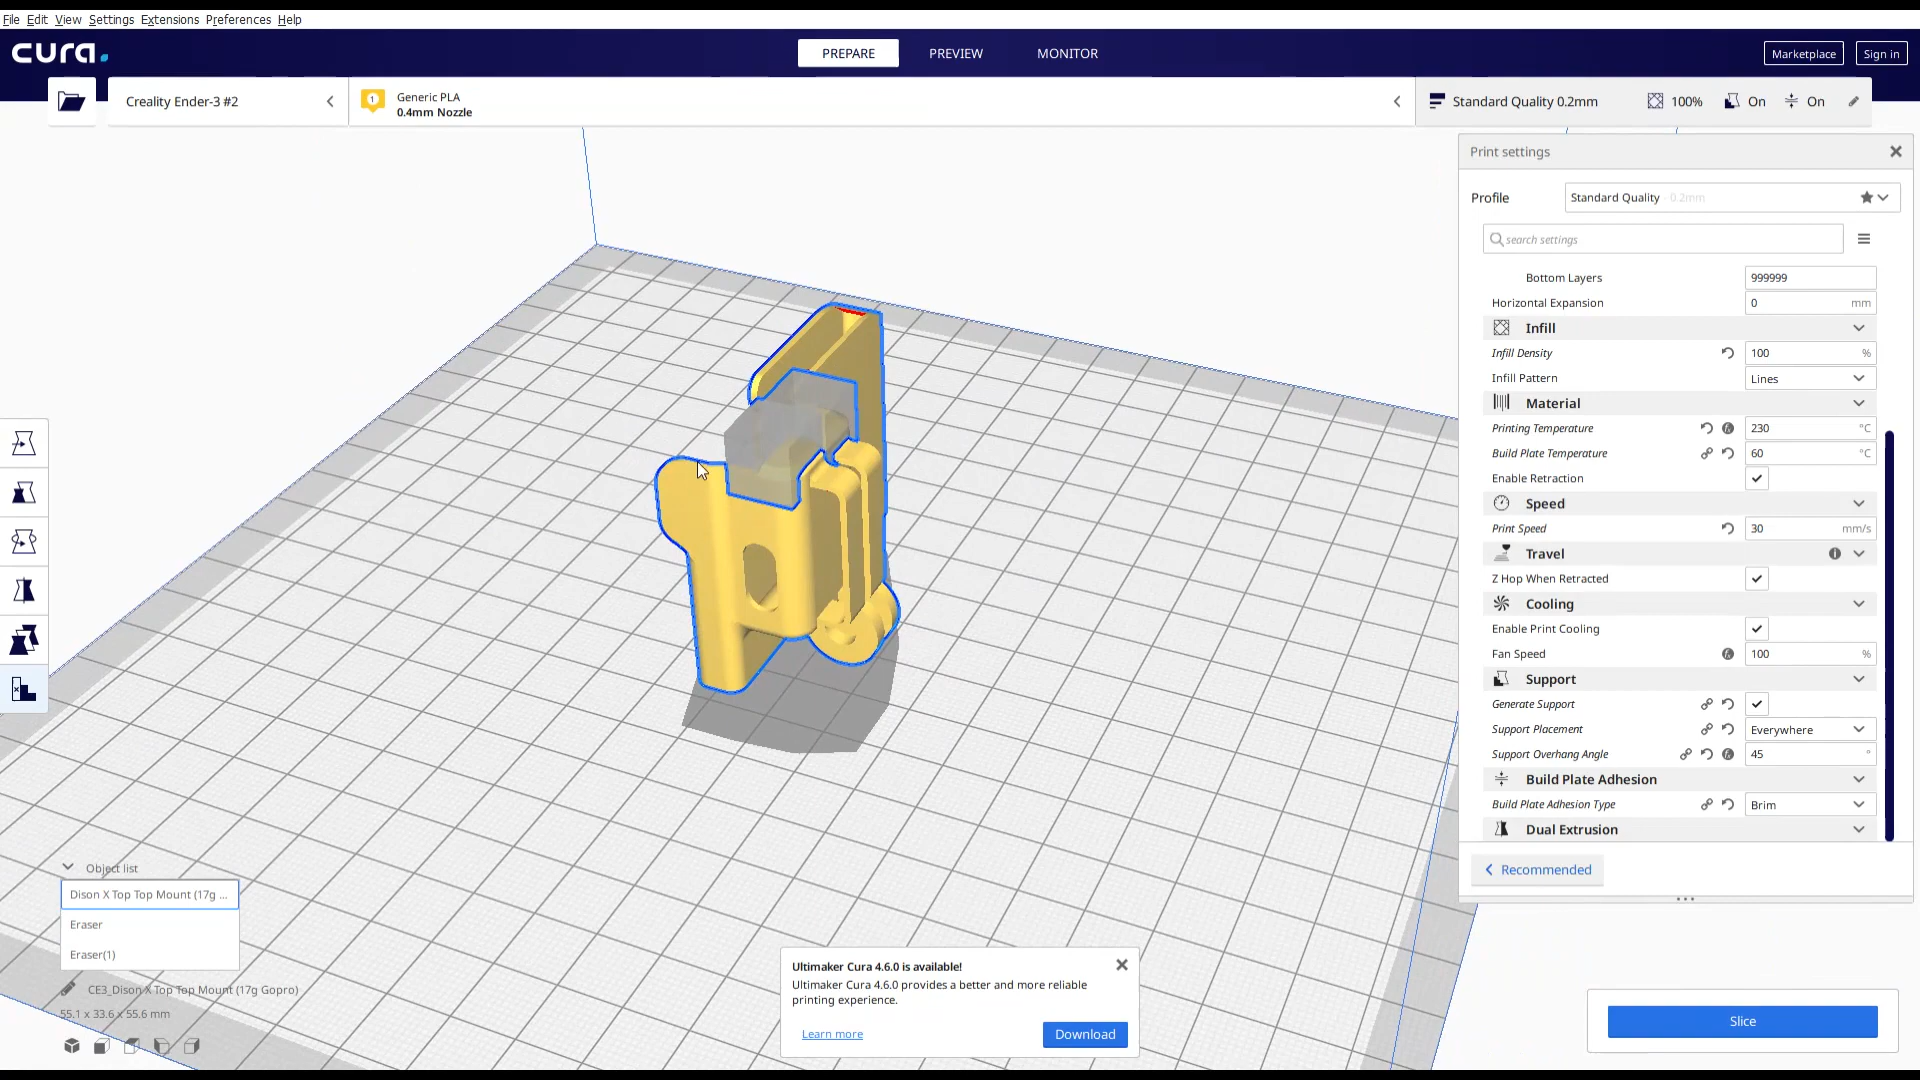 File Edit View Settings Extensions Preferences Help
cura.
PREPARE PREVIEW MONITOR
Marketplace Sign in
Creality Ender-3 #2
1
Generic PLA
0.4mm Nozzle
Standard Quality 0.2mm 100% On On
Print settings
Profile Standard Quality 0.2mm
search settings
Bottom Layers 999999
Horizontal Expansion 0 mm
Infill
Infill Density 100 %
Infill Pattern Lines
Material
Printing Temperature 230 °C
Build Plate Temperature 60 °C
Enable Retraction
Speed
Print Speed 30 mm/s
Travel
Z Hop When Retracted
Cooling
Enable Print Cooling
Fan Speed 100 %
Support
Generate Support
Support Placement Everywhere
Support Overhang Angle 45 °
Build Plate Adhesion
Build Plate Adhesion Type Brim
Dual Extrusion
Recommended
Object list
Dison X Top Top Mount (17g ...
Eraser
Eraser(1)
CE3_Dison X Top Top Mount (17g Gopro)
55.1 x 33.6 x 55.6 mm
Ultimaker Cura 4.6.0 is available!
Ultimaker Cura 4.6.0 provides a better and more reliable
printing experience.
Learn more Download
Slice